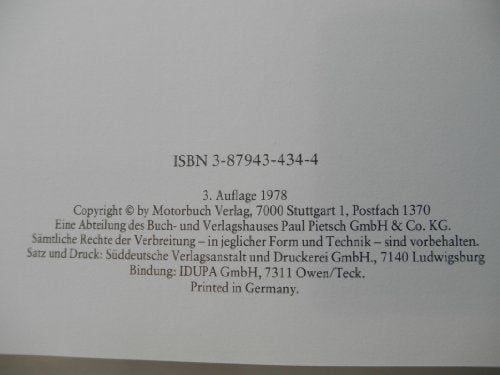 ISBN 3-87943-434-4
3. Auflage 1978
Copyright © by Motorbuch Verlag, 7000 Stuttgart 1, Postfach 1370
Eine Abteilung des Buch- und Verlagshauses Paul Pietsch GmbH & Co. KG.
Sämtliche Rechte der Verbreitung – in jeglicher Form und Technik – sind vorbehalten.
Satz und Druck: Süddeutsche Verlagsanstalt und Druckerei GmbH., 7140 Ludwigsburg
Bindung: IDUPA GmbH, 7311 Owen/Teck.
Printed in Germany.